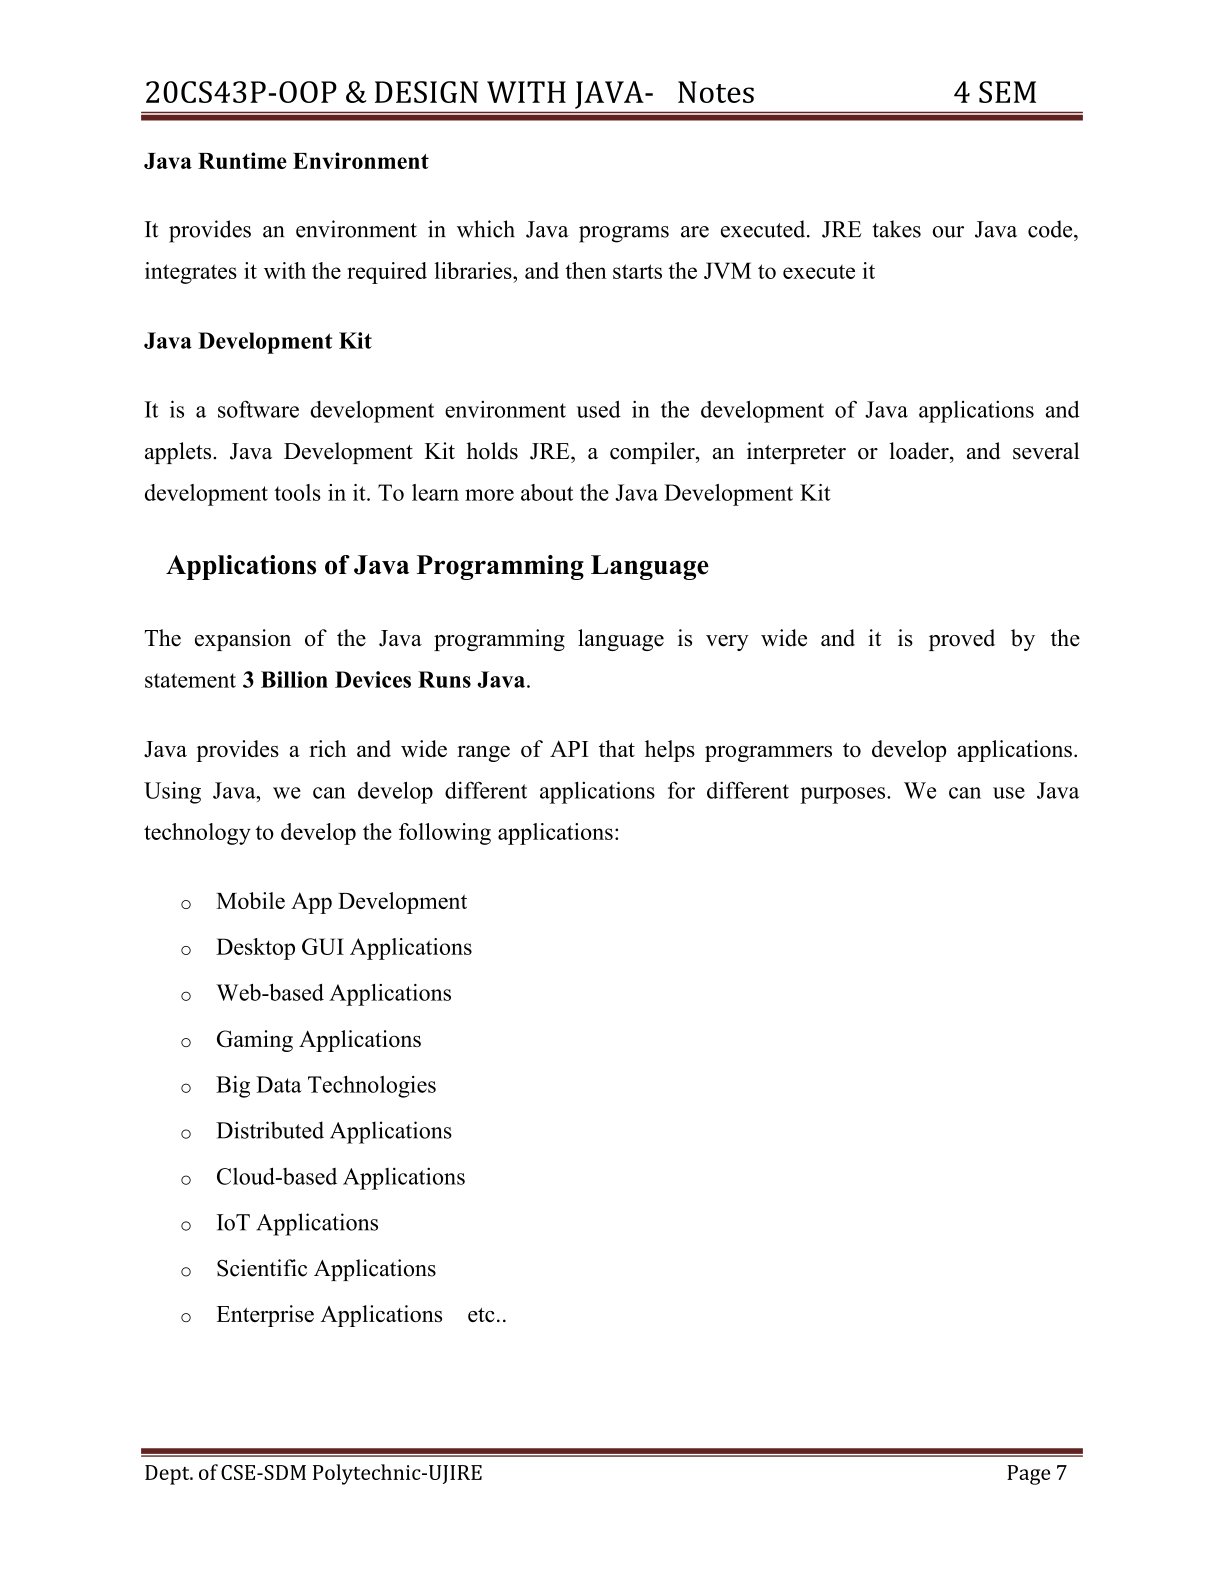 20CS43P-OOP & DESIGN WITH JAVA- Notes 4 SEM
Java Runtime Environment
It provides an environment in which Java programs are executed. JRE takes our Java code,
integrates it with the required libraries, and then starts the JVM to execute it
Java Development Kit
It is a software development environment used in the development of Java applications and
applets. Java Development Kit holds JRE, a compiler, an interpreter or loader, and several
development tools in it. To learn more about the Java Development Kit
Applications of Java Programming Language
The expansion of the Java programming language is very wide and it is proved by the
statement 3 Billion Devices Runs Java.
Java provides a rich and wide range of API that helps programmers to develop applications.
Using Java, we can develop different applications for different purposes. We can use Java
technology to develop the following applications:
o Mobile App Development
o Desktop GUI Applications
o Web-based Applications
o Gaming Applications
o Big Data Technologies
o Distributed Applications
o Cloud-based Applications
o IoT Applications
o Scientific Applications
o Enterprise Applications etc..
Dept. of CSE-SDM Polytechnic-UJIRE Page 7